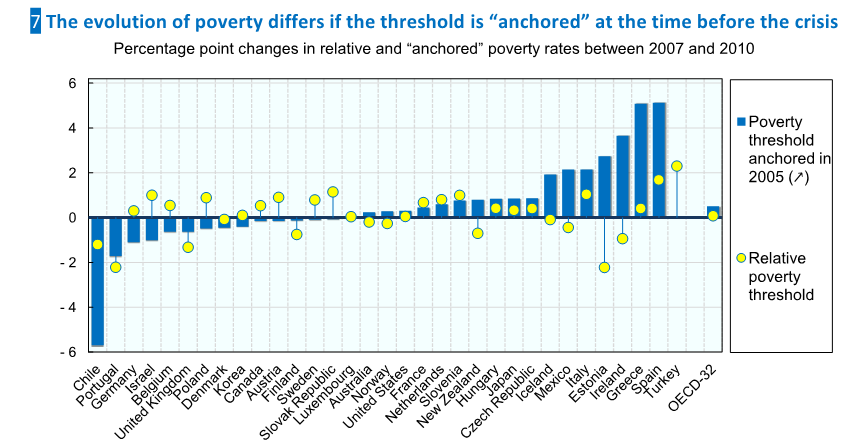 7 The evolution of poverty differs if the threshold is “anchored” at the time before the crisis
Percentage point changes in relative and “anchored” poverty rates between 2007 and 2010
6
4
2
0
- 2
- 4
- 6
Chile
Portugal
Germany
Israel
Belgium
United Kingdom
Poland
Denmark
Korea
Canada
Austria
Finland
Sweden
Slovak Republic
Luxembourg
Australia
Norway
United States
France
Netherlands
Slovenia
New Zealand
Hungary
Japan
Czech Republic
Iceland
Mexico
Italy
Estonia
Ireland
Greece
Spain
Turkey
OECD-32
Poverty
threshold
anchored in
2005 (↗)
Relative
poverty
threshold